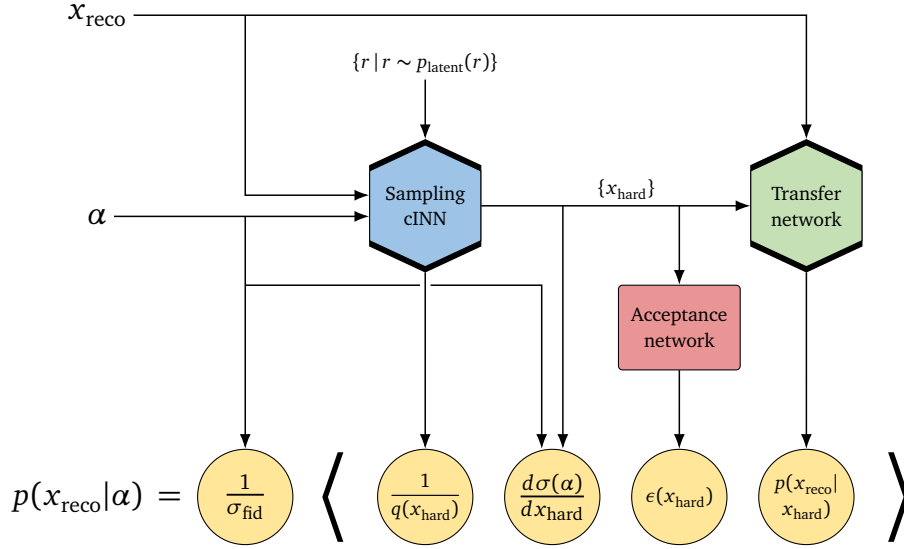 x_reco
{r | r ∼ p_latent(r)}
Sampling
cINN
{x_hard}
Transfer
network
α
Acceptance
network
p(x_reco|α) = 1/σ_fid ⟨ 1/q(x_hard) dσ(α)/dx_hard ϵ(x_hard) p(x_reco|x_hard) ⟩